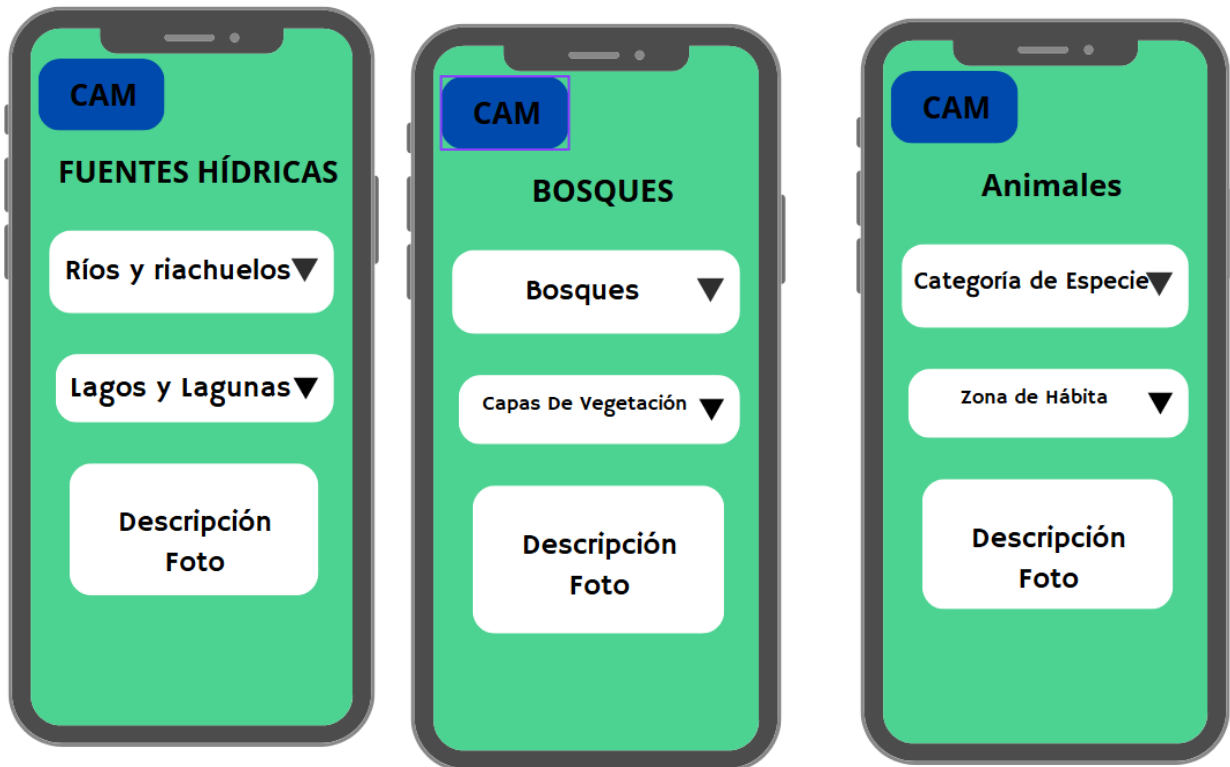 CAM
FUENTES HÍDRICAS
Ríos y riachuelos
Lagos y Lagunas
Descripción
Foto
CAM
BOSQUES
Bosques
Capas De Vegetación
Descripción
Foto
CAM
Animales
Categoría de Especie
Zona de Hábita
Descripción
Foto